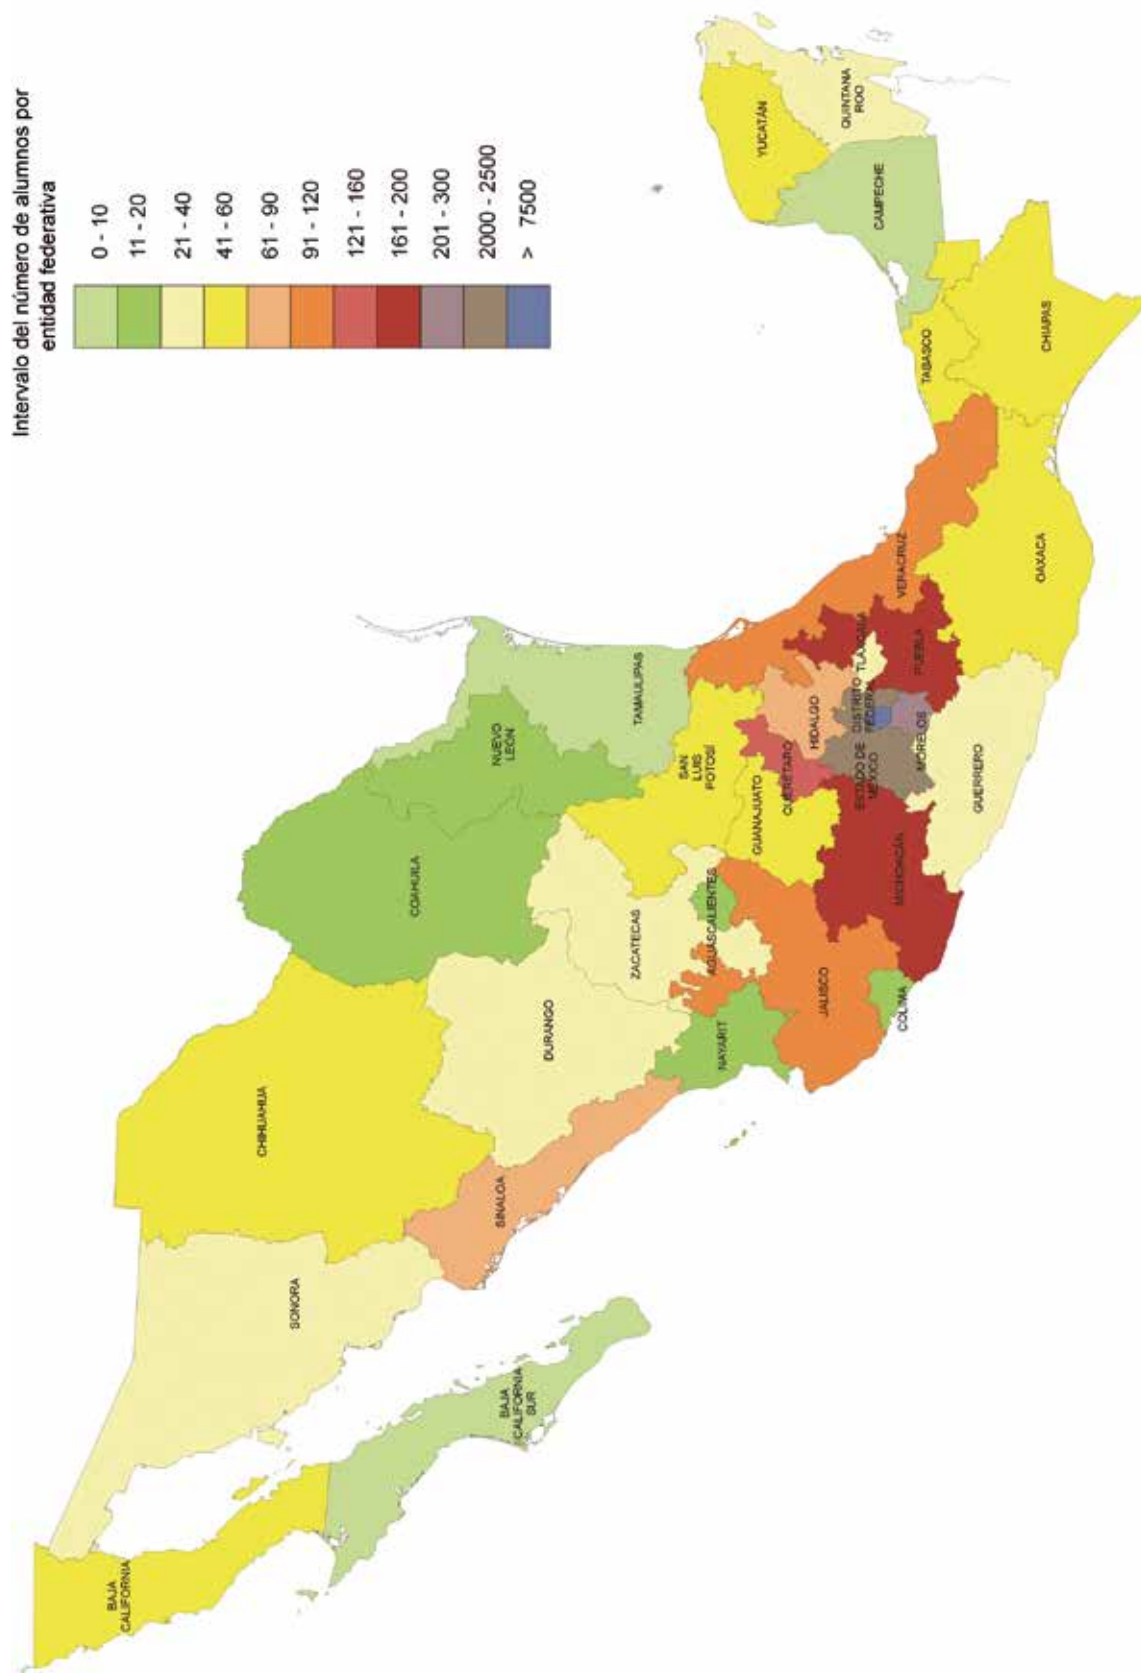 Intervalo del número de alumnos por
entidad federativa
0 - 10
11 - 20
21 - 40
41 - 60
61 - 90
91 - 120
121 - 160
161 - 200
201 - 300
2000 - 2500
> 7500
BAJA
CALIFORNIA
BAJA
CALIFORNIA
SUR
SONORA
CHIHUAHUA
SINALOA
DURANGO
COAHUILA
NUEVO
LEÓN
TAMAULIPAS
ZACATECAS
SAN
LUIS
POTOSÍ
NAYARIT
AGUASCALIENTES
JALISCO
COLIMA
GUANAJUATO
QUERÉTARO
HIDALGO
MICHOACÁN
ESTADO DE
MÉXICO
DISTRITO
FEDERAL
MORELOS
TLAXCALA
PUEBLA
VERACRUZ
GUERRERO
OAXACA
TABASCO
CHIAPAS
CAMPECHE
YUCATÁN
QUINTANA
ROO